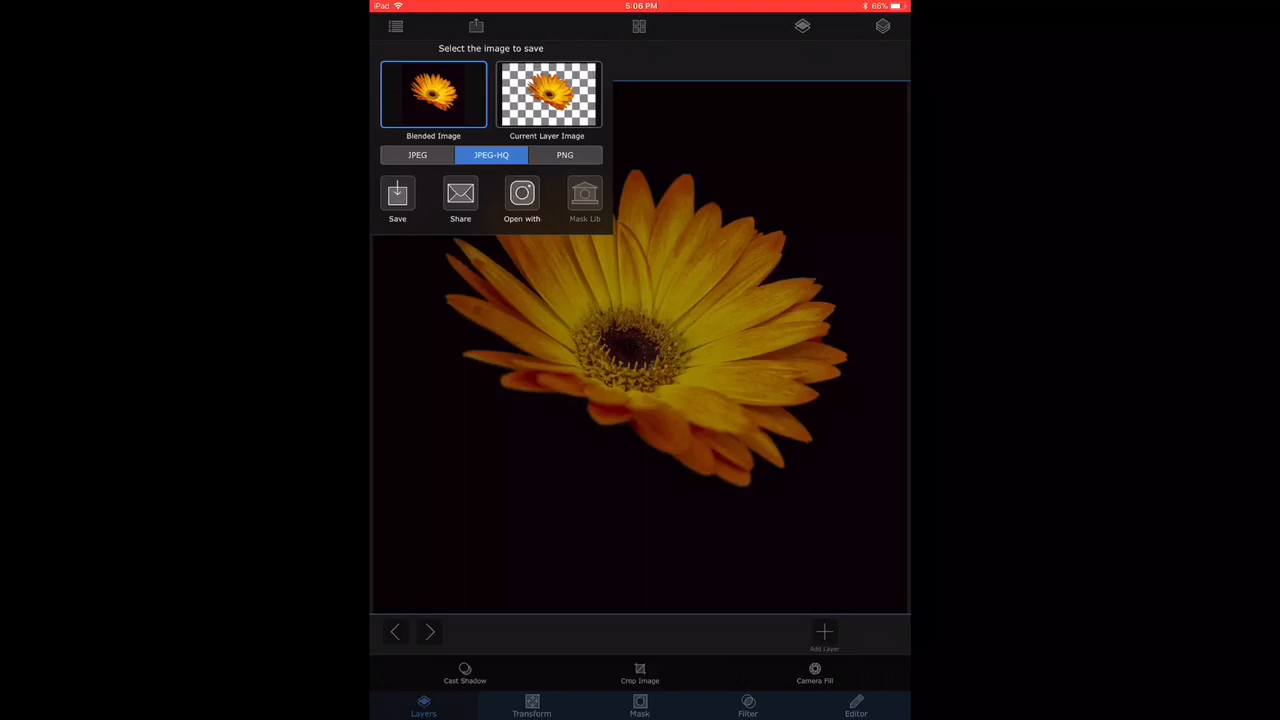 iPad 5:06 PM 66%
Select the image to save
Blended Image Current Layer Image
JPEG JPEG-HQ PNG
Save Share Open with Mask Lib
Add Layer
Cast Shadow Crop Image Camera Fill
Layers Transform Mask Filter Editor